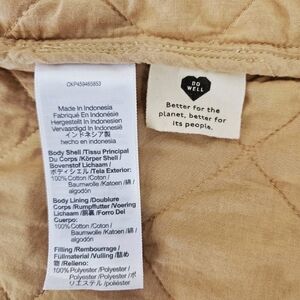 CKP459465853
Made In Indonesia
Fabriqué En Indonésie
Hergestellt In Indonesien
Vervaardigd In Indonesië
インドネシア製
hecho en indonesia
Body Shell /Tissu Principal
Du Corps /Körper Shell /
Bovenstof Lichaam /
ボディシェル /Tela Exterior:
100% Cotton /Coton /
Baumwolle /Katoen /綿 /
algodón
Body Lining /Doublure
Corps /Rumpffutter /Voering
Lichaam /胴裏 /Forro Del
Cuerpo:
100% Cotton /Coton /
Baumwolle /Katoen /綿 /
algodón
Filling /Rembourrage /
Fullmaterial /Vulling /詰め
物 /Relleno:
100% Polyester /Polyester /
Polyester /Polyester /ポ
リエステル /poliéster
DO
WELL
Better for the
planet, better for
its people.